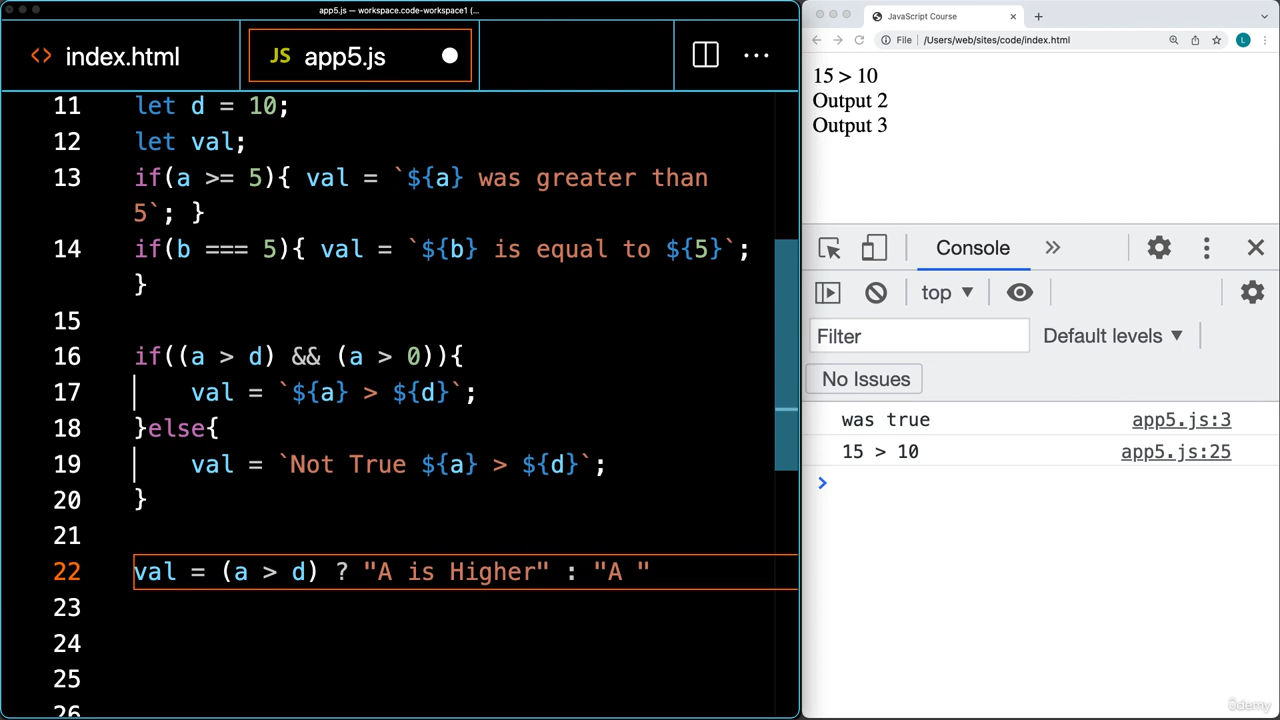 app5.js — workspace.code-workspace1 (...
<> index.html
JS app5.js
11 let d = 10;
12 let val;
13 if(a >= 5){ val = `${a} was greater than
5`; }
14 if(b === 5){ val = `${b} is equal to ${5}`;
}
15
16 if((a > d) && (a > 0)){
17 val = `${a} > ${d}`;
18 }else{
19 val = `Not True ${a} > ${d}`;
20 }
21
22 val = (a > d) ? "A is Higher" : "A "
23
24
25
26
JavaScript Course
File /Users/web/sites/code/index.html
L
15 > 10
Output 2
Output 3
Console
top
Filter
Default levels
No Issues
was true app5.js:3
15 > 10 app5.js:25
>
ûdemy